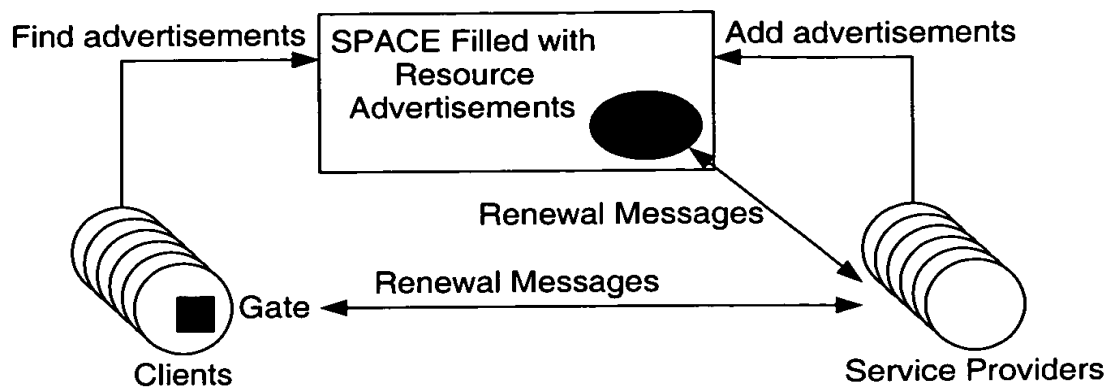 Find advertisements
SPACE Filled with
Resource
Advertisements
Add advertisements
Renewal Messages
Renewal Messages
Gate
Clients
Service Providers